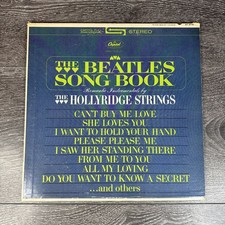 Capitol
STEREO
THE BEATLES
SONG BOOK
Romantic Instrumentals by
THE HOLLYRIDGE STRINGS
CAN'T BUY ME LOVE
SHE LOVES YOU
I WANT TO HOLD YOUR HAND
PLEASE PLEASE ME
I SAW HER STANDING THERE
FROM ME TO YOU
ALL MY LOVING
DO YOU WANT TO KNOW A SECRET
...and others